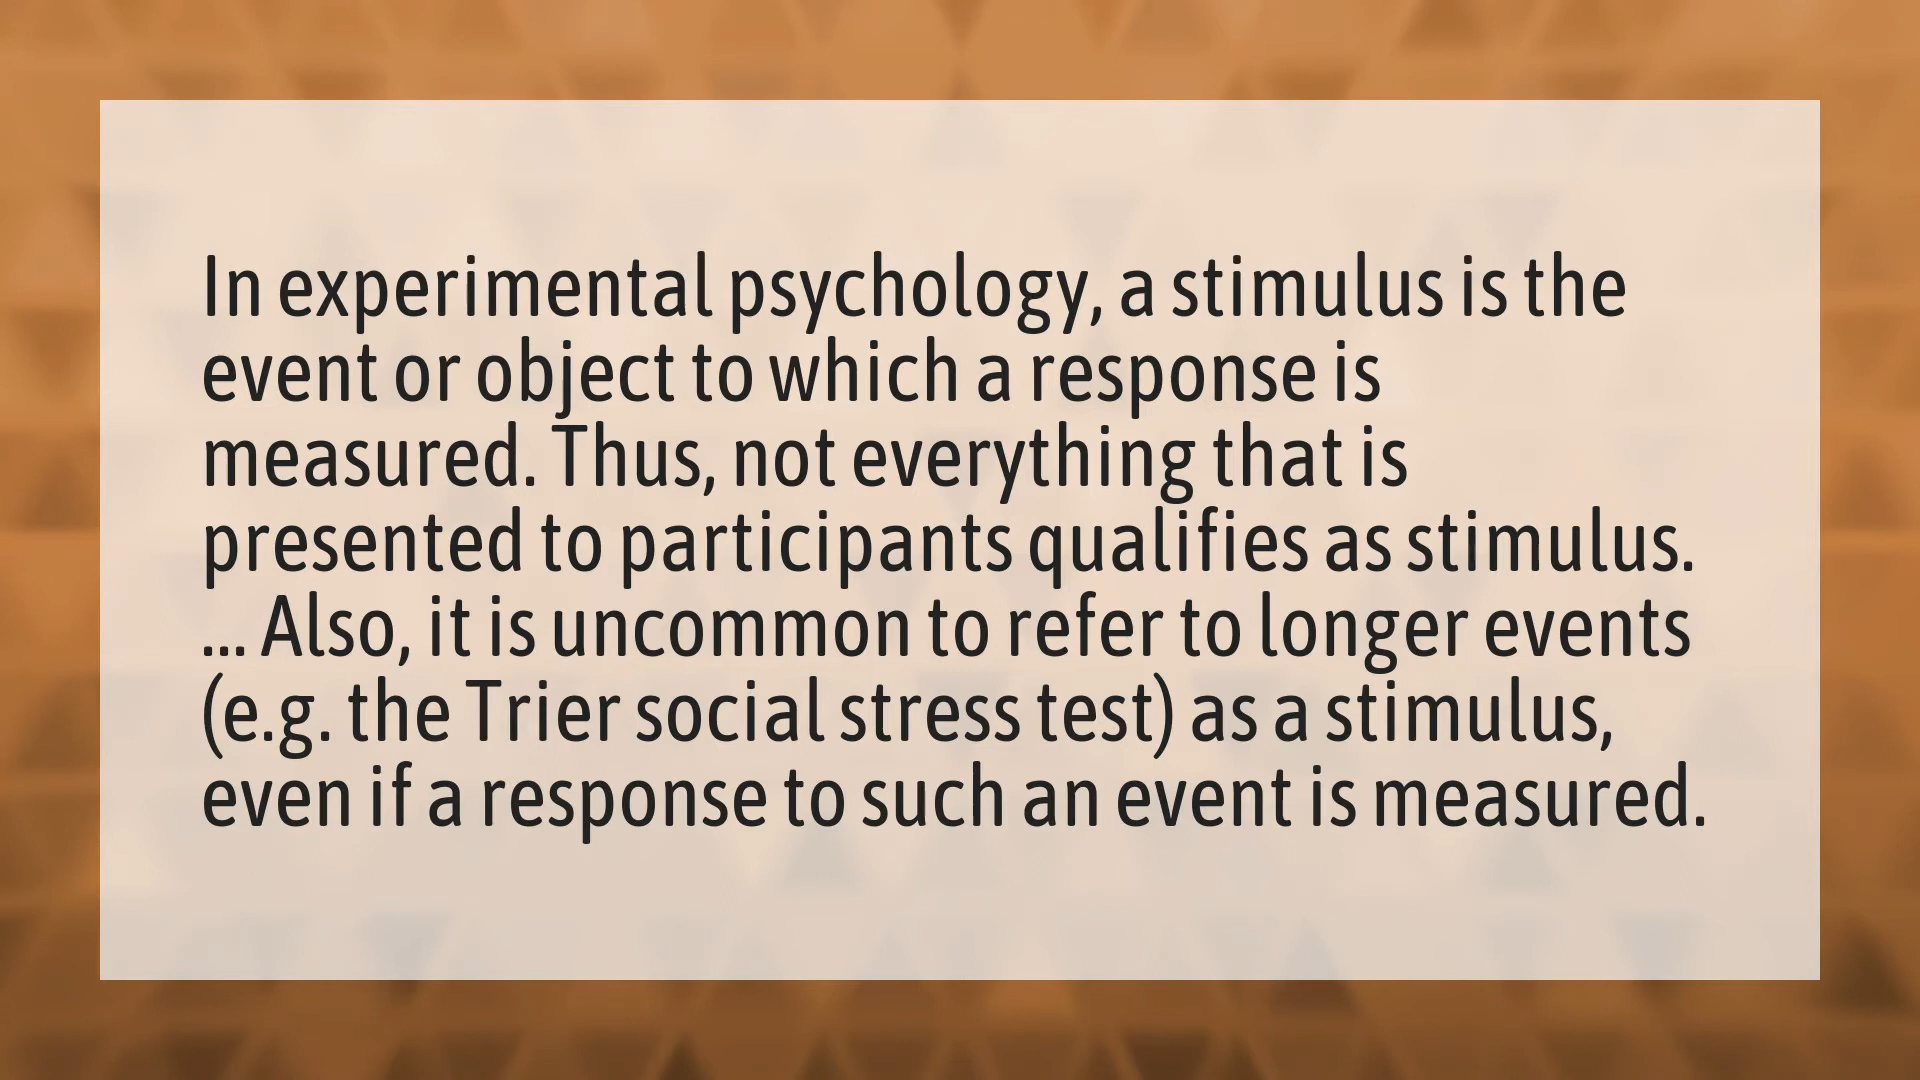 In experimental psychology, a stimulus is the
event or object to which a response is
measured. Thus, not everything that is
presented to participants qualifies as stimulus.
... Also, it is uncommon to refer to longer events
(e.g. the Trier social stress test) as a stimulus,
even if a response to such an event is measured.